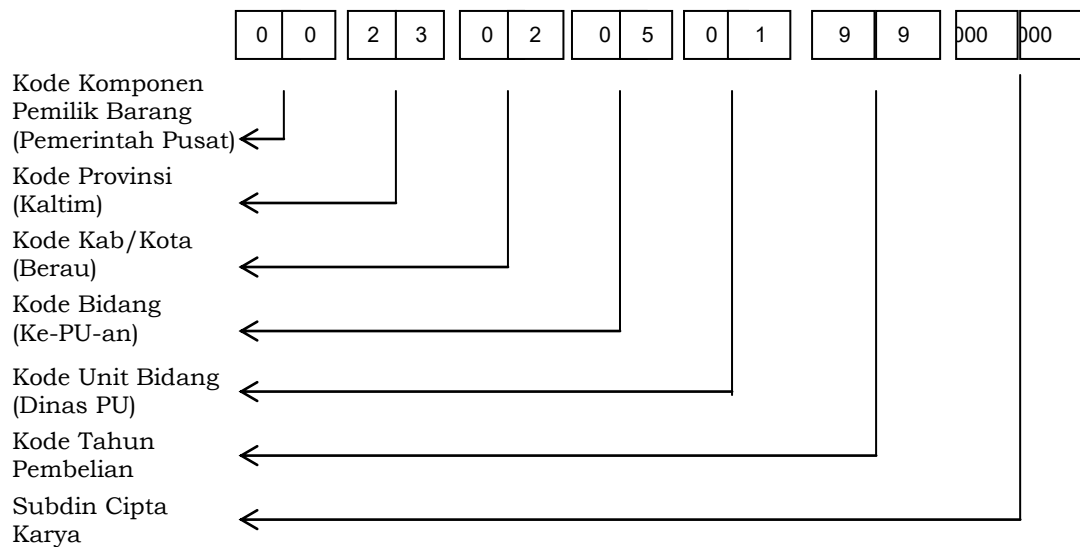 0 0 2 3 0 2 0 5 0 1 9 9 000 000
Kode Komponen
Pemilik Barang
(Pemerintah Pusat)
Kode Provinsi
(Kaltim)
Kode Kab/Kota
(Berau)
Kode Bidang
(Ke-PU-an)
Kode Unit Bidang
(Dinas PU)
Kode Tahun
Pembelian
Subdin Cipta
Karya